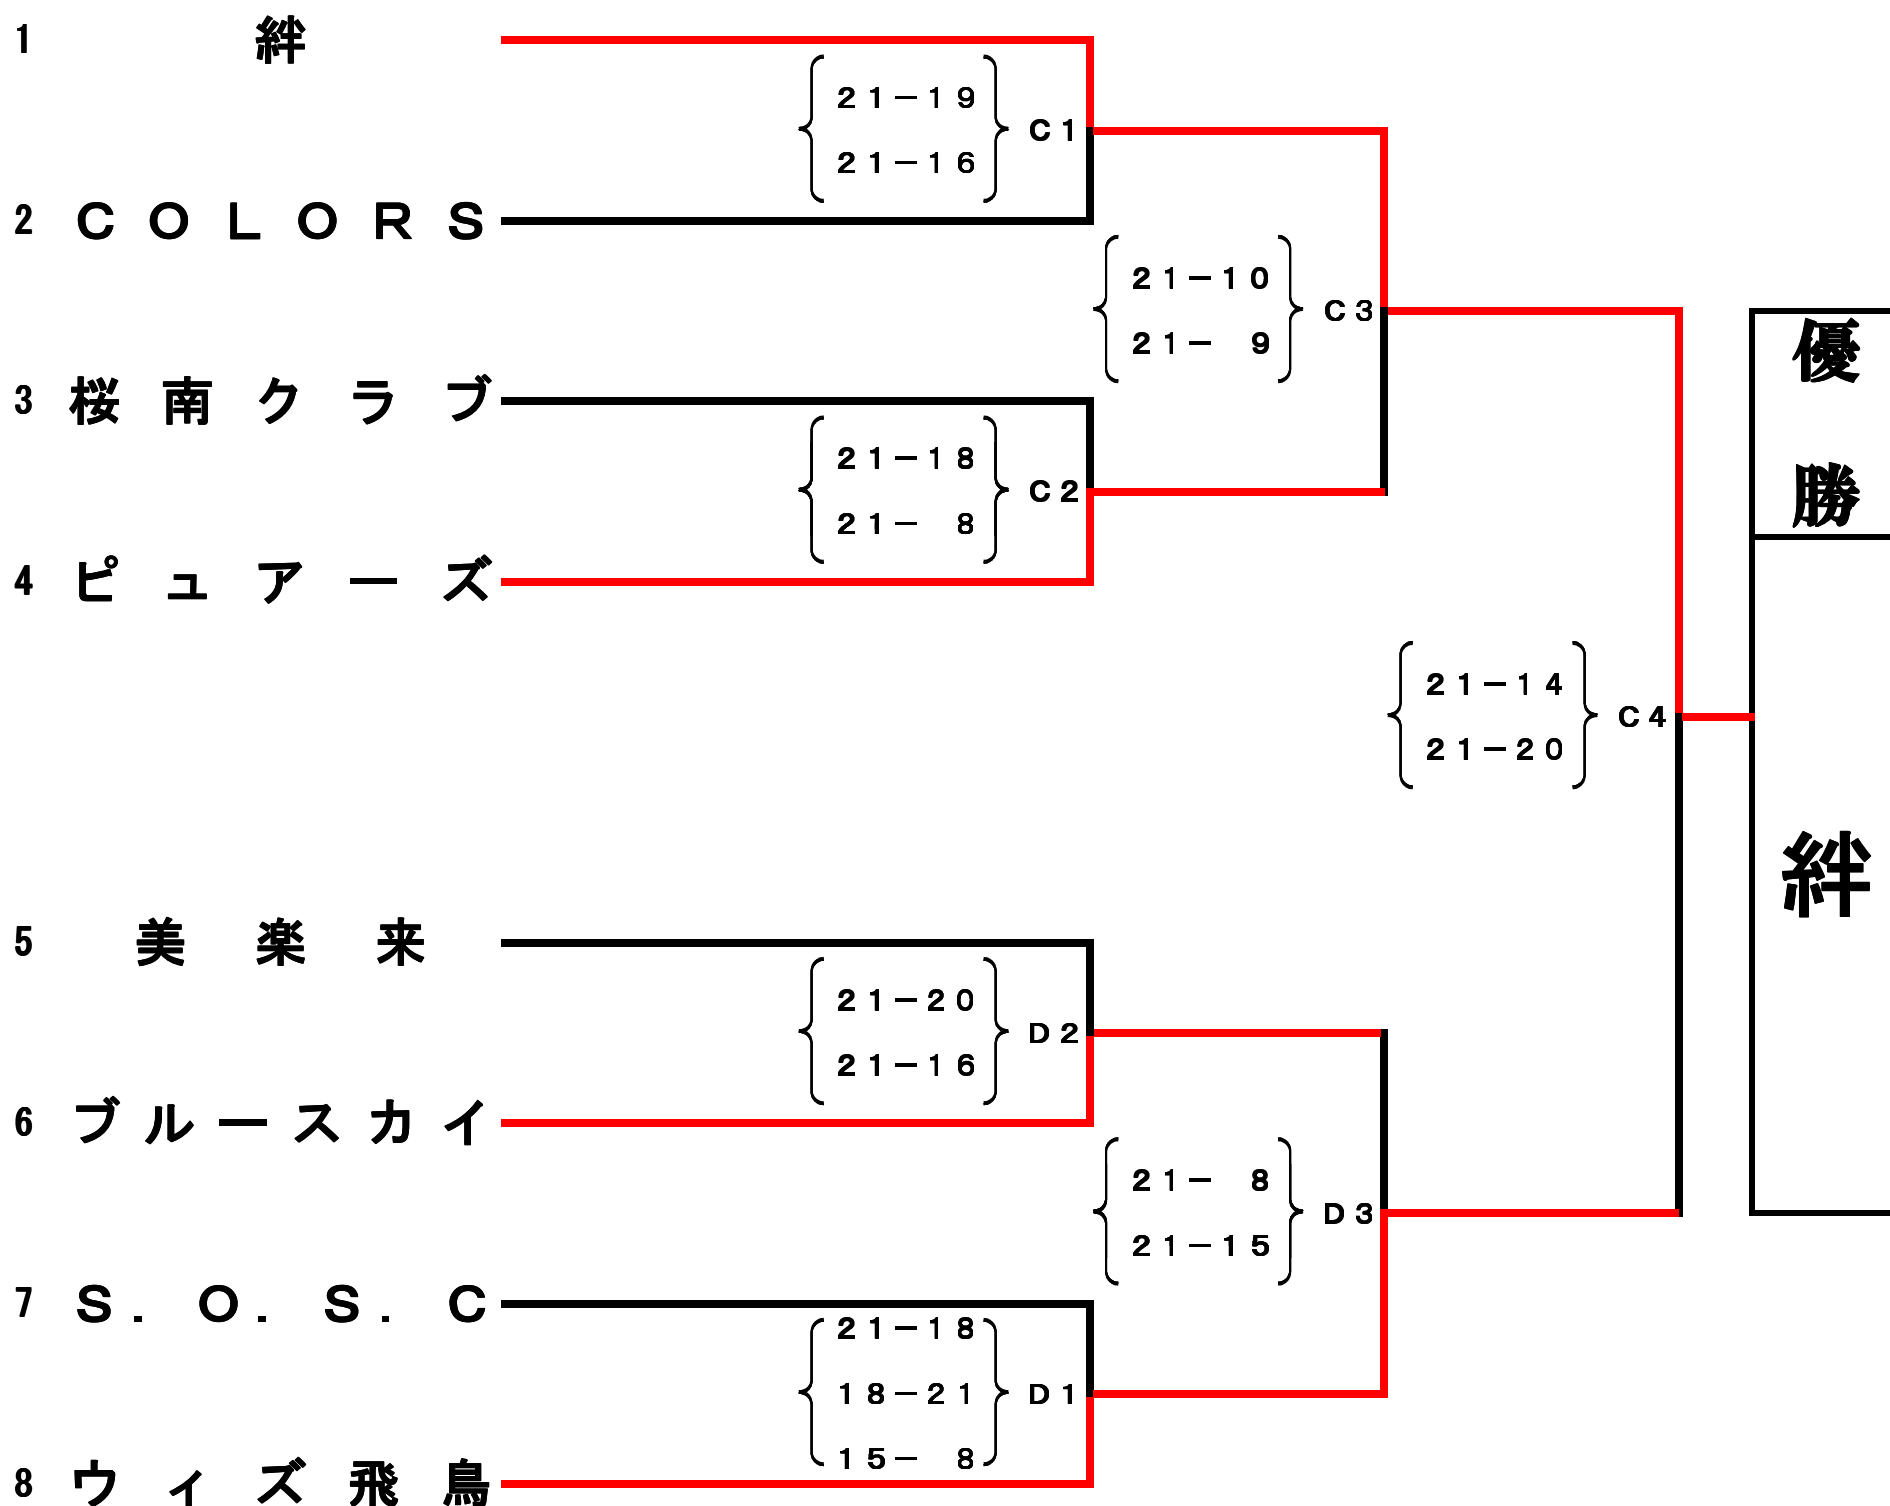 1 絆
21-19
C1
21-16
2 COLORS
21-10
C3
21- 9
3 桜南クラブ
21-18
C2
21- 8
4 ピュアーズ
21-14
C4
21-20
優勝
絆
5 美楽来
21-20
D2
21-16
6 ブルースカイ
21- 8
D3
21-15
7 S.O.S.C
21-18
18-21
D1
15- 8
8 ウィズ飛鳥